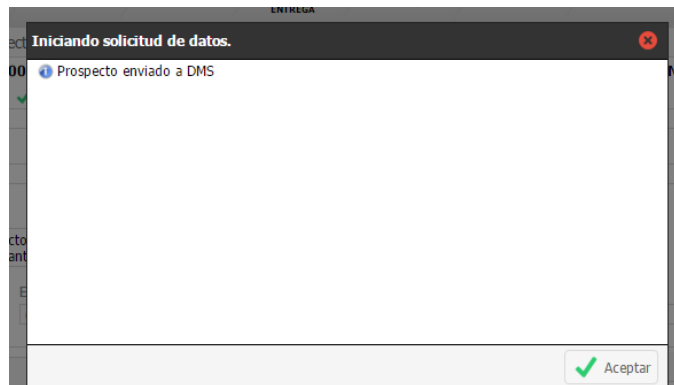 ENTREGA
Iniciando solicitud de datos.
Prospecto enviado a DMS
Aceptar